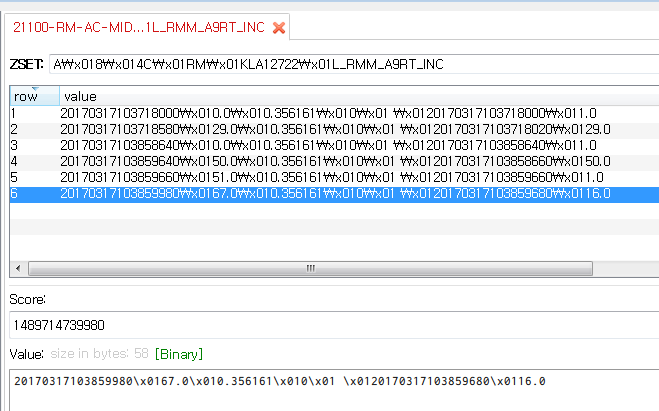 21100-RM-AC-MID...1L_RMM_A9RT_INC
ZSET: A₩x018₩x014C₩x01RM₩x01KLA12722₩x01L_RMM_A9RT_INC
row value
1 20170317103718000₩x010.0₩x010.356161₩x010₩x01 ₩x0120170317103718000₩x011.0
2 20170317103718580₩x0129.0₩x010.356161₩x010₩x01 ₩x0120170317103718020₩x0129.0
3 20170317103858640₩x010.0₩x010.356161₩x010₩x01 ₩x0120170317103858640₩x011.0
4 20170317103859640₩x0150.0₩x010.356161₩x010₩x01 ₩x0120170317103858660₩x0150.0
5 20170317103859660₩x0151.0₩x010.356161₩x010₩x01 ₩x0120170317103859660₩x011.0
6 20170317103859980₩x0167.0₩x010.356161₩x010₩x01 ₩x0120170317103859680₩x0116.0
Score:
1489714739980
Value: size in bytes: 58 [Binary]
20170317103859980\x0167.0\x010.356161\x010\x01 \x0120170317103859680\x0116.0